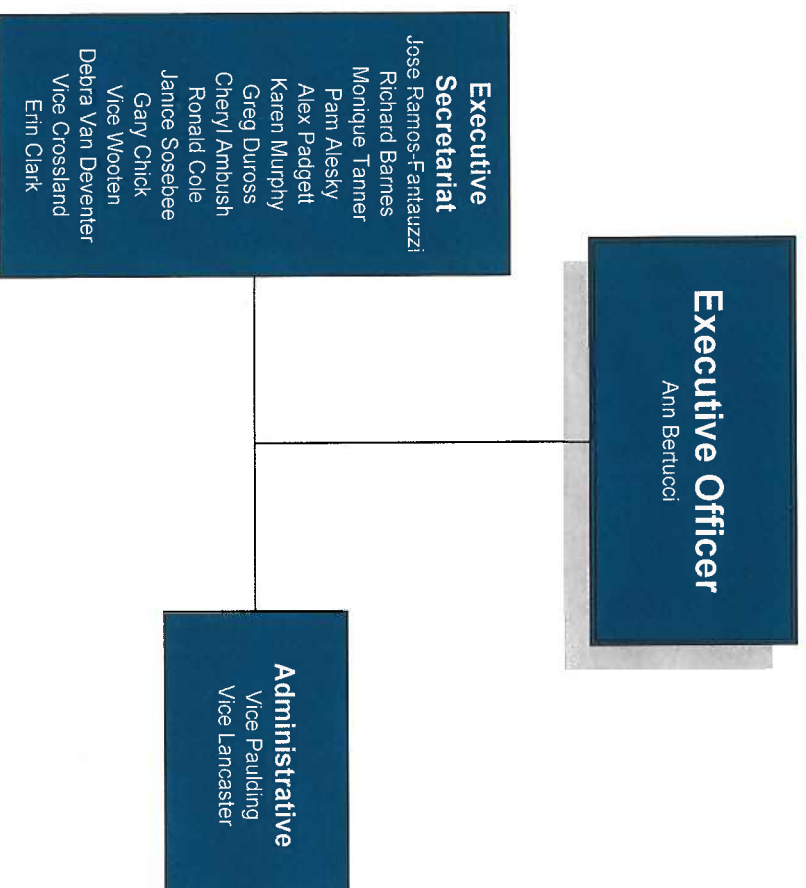 Executive Officer
Ann Bertucci
Executive
Secretariat
Jose Ramos-Fantauzzi
Richard Barnes
Monique Tanner
Pam Alesky
Alex Padgett
Karen Murphy
Greg Duross
Cheryl Ambush
Ronald Cole
Janice Sosebee
Gary Chick
Vice Wooten
Debra Van Deventer
Vice Crossland
Erin Clark
Administrative
Vice Paulding
Vice Lancaster